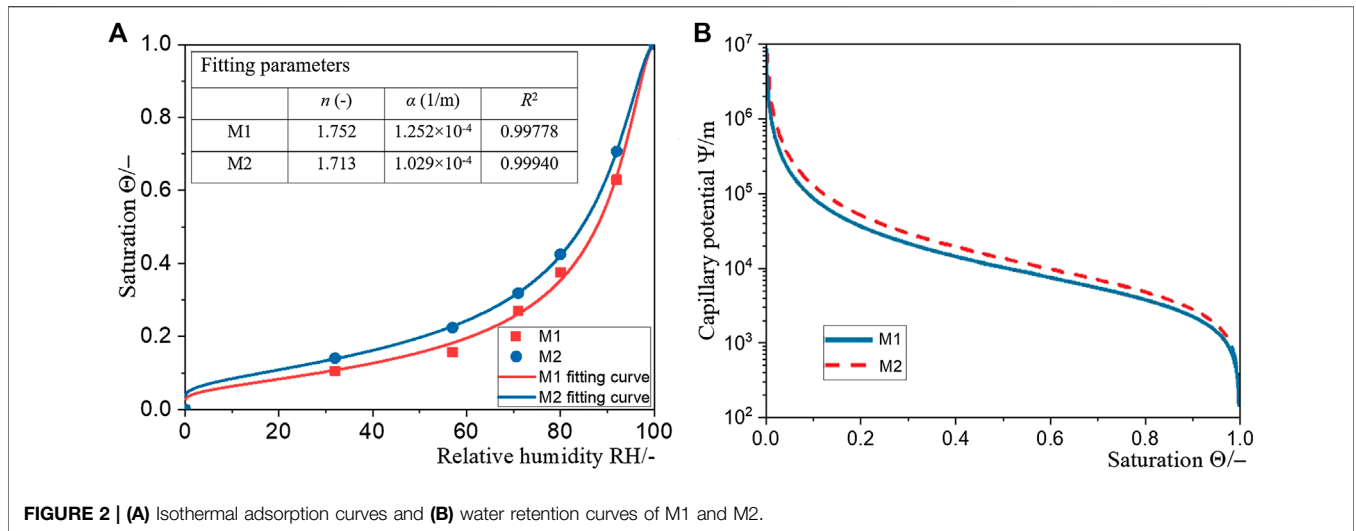 A
Saturation Θ/–
1.0
0.8
0.6
0.4
0.2
0.0
Fitting parameters
n (-) α (1/m) R²
M1 1.752 1.252×10⁻⁴ 0.99778
M2 1.713 1.029×10⁻⁴ 0.99940
M1
M2
M1 fitting curve
M2 fitting curve
0 20 40 60 80 100
Relative humidity RH/-
B
Capillary potential Ψ/m
10⁷
10⁶
10⁵
10⁴
10³
10²
M1
M2
0.0 0.2 0.4 0.6 0.8 1.0
Saturation Θ/–
FIGURE 2 | (A) Isothermal adsorption curves and (B) water retention curves of M1 and M2.